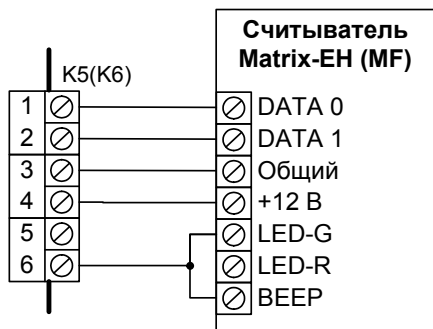 Считыватель
Matrix-EH (MF)
K5(K6)
1 DATA 0
2 DATA 1
3 Общий
4 +12 В
5 LED-G
6 LED-R
BEEP